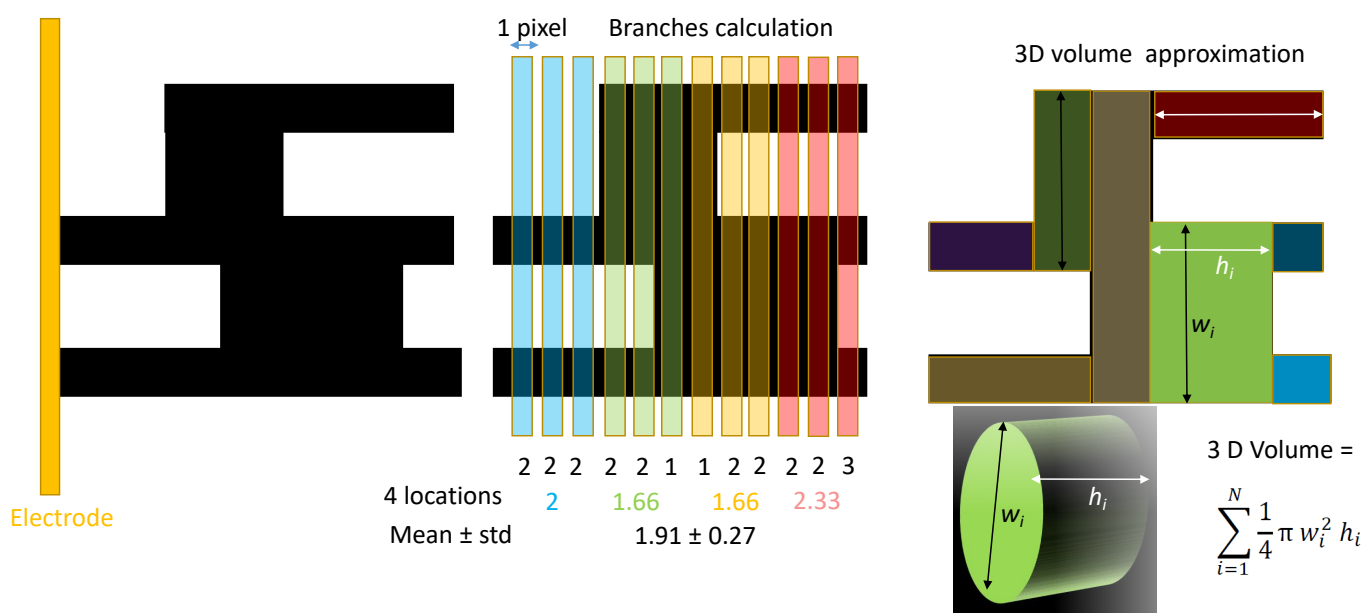 1 pixel
Branches calculation
3D volume approximation
Electrode
2 2 2 2 2 1 1 2 2 2 2 3
4 locations 2 1.66 1.66 2.33
Mean ± std 1.91 ± 0.27
h_i
w_i
h_i
w_i
3 D Volume =
\sum_{i=1}^{N} \frac{1}{4} π w_i^2 h_i